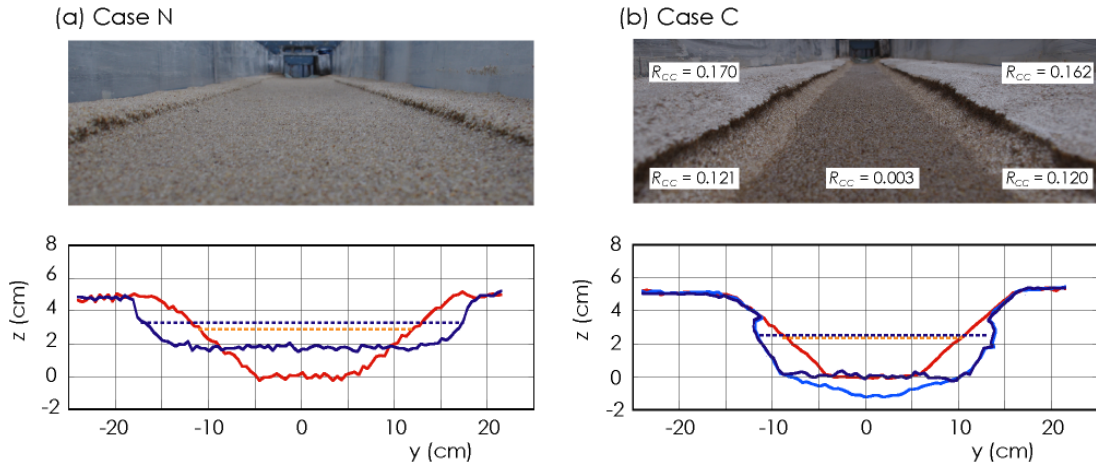 (a) Case N
(b) Case C
R_CC = 0.170
R_CC = 0.162
R_CC = 0.121
R_CC = 0.003
R_CC = 0.120
8
6
4
2
0
-2
z (cm)
-20 -10 0 10 20
y (cm)
8
6
4
2
0
-2
z (cm)
-20 -10 0 10 20
y (cm)